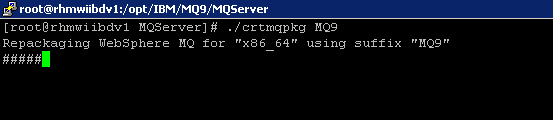 root@rhmwiibdv1:/opt/IBM/MQ9/MQServer
[root@rhmwiibdv1 MQServer]# ./crtmqpkg MQ9
Repackaging WebSphere MQ for "x86_64" using suffix "MQ9"
#####